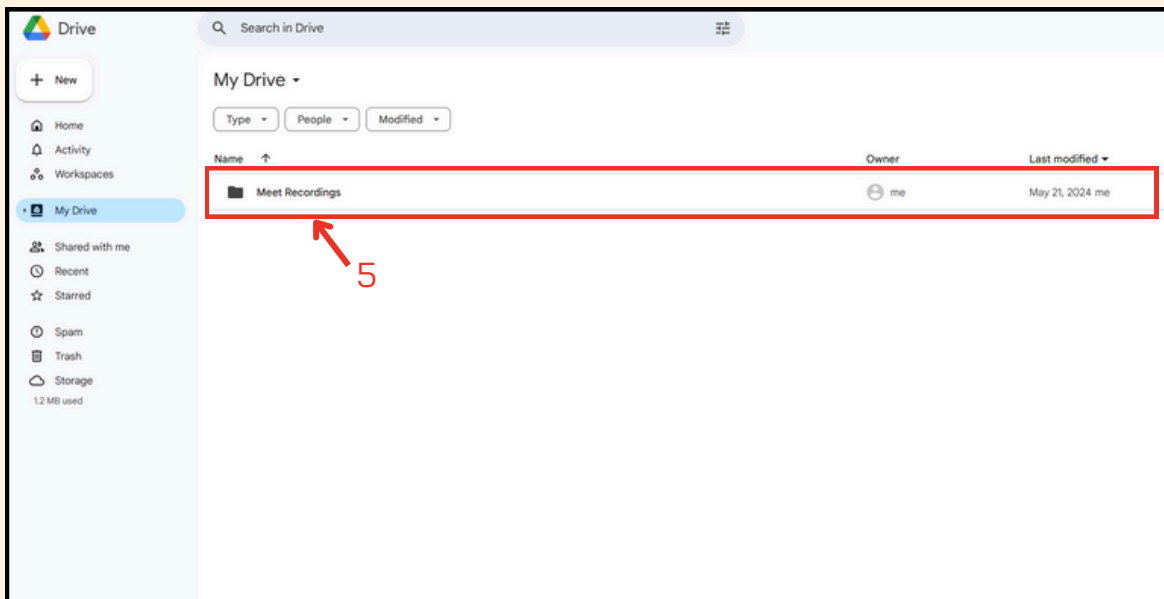 Drive
Search in Drive
New
My Drive
Type People Modified
Home
Activity
Workspaces
My Drive
Shared with me
Recent
Starred
Spam
Trash
Storage
1.2 MB used
Name Owner Last modified
Meet Recordings me May 21, 2024 me
5